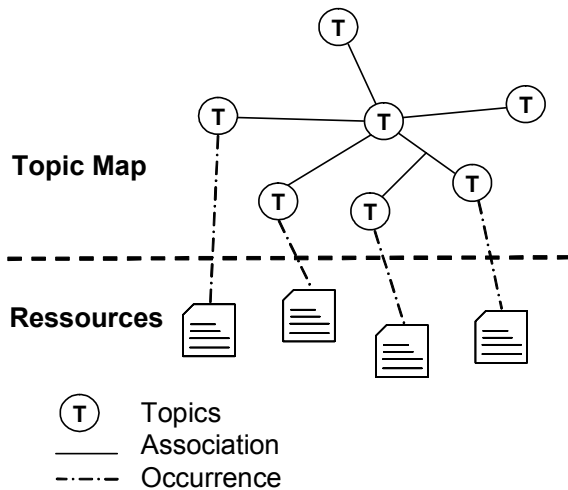 T
T
T
T
Topic Map
T
T
T
Ressources
T Topics
Association
Occurrence